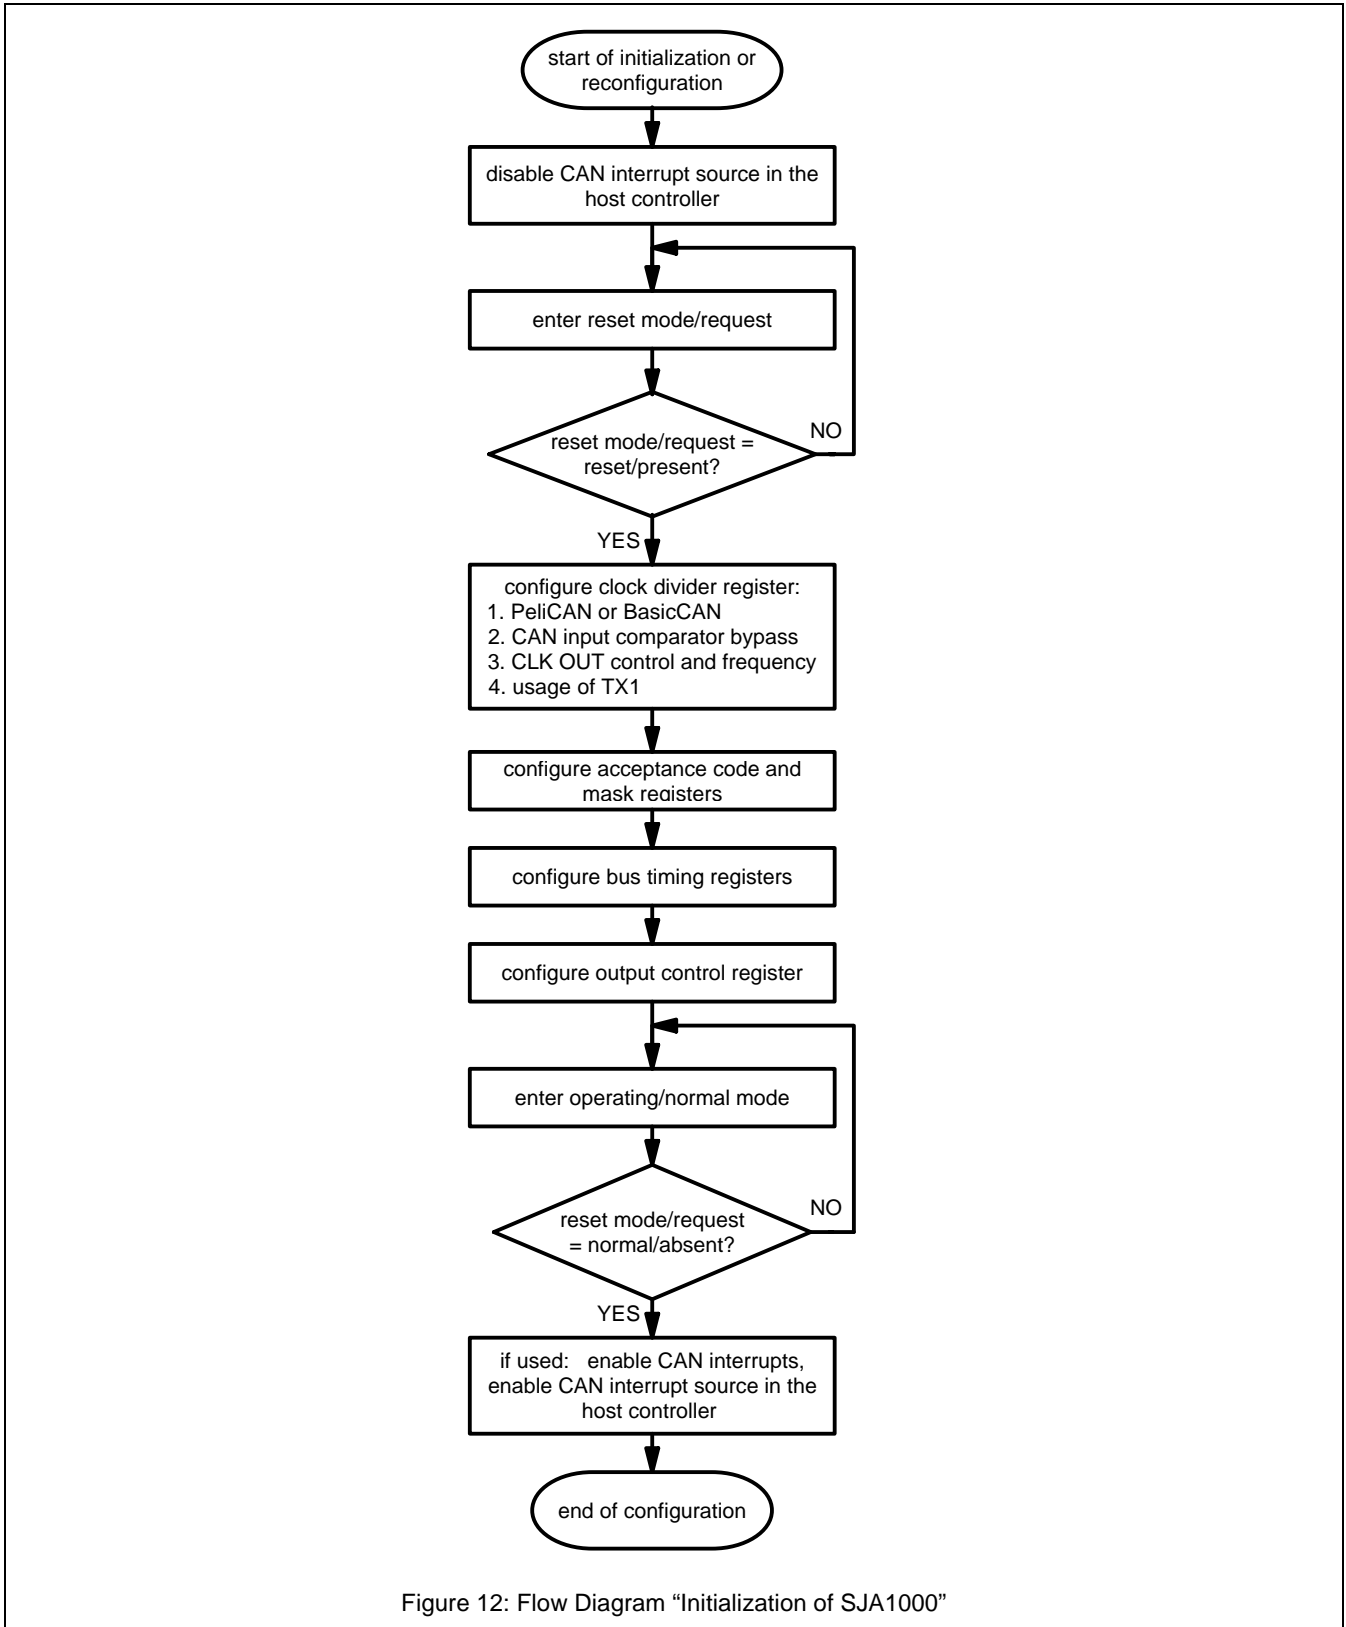 start of initialization or
reconfiguration
disable CAN interrupt source in the
host controller
enter reset mode/request
NO
reset mode/request =
reset/present?
YES
configure clock divider register:
1. PeliCAN or BasicCAN
2. CAN input comparator bypass
3. CLK OUT control and frequency
4. usage of TX1
configure acceptance code and
mask registers
configure bus timing registers
configure output control register
enter operating/normal mode
NO
reset mode/request
= normal/absent?
YES
if used:   enable CAN interrupts,
enable CAN interrupt source in the
host controller
end of configuration
Figure 12: Flow Diagram “Initialization of SJA1000”